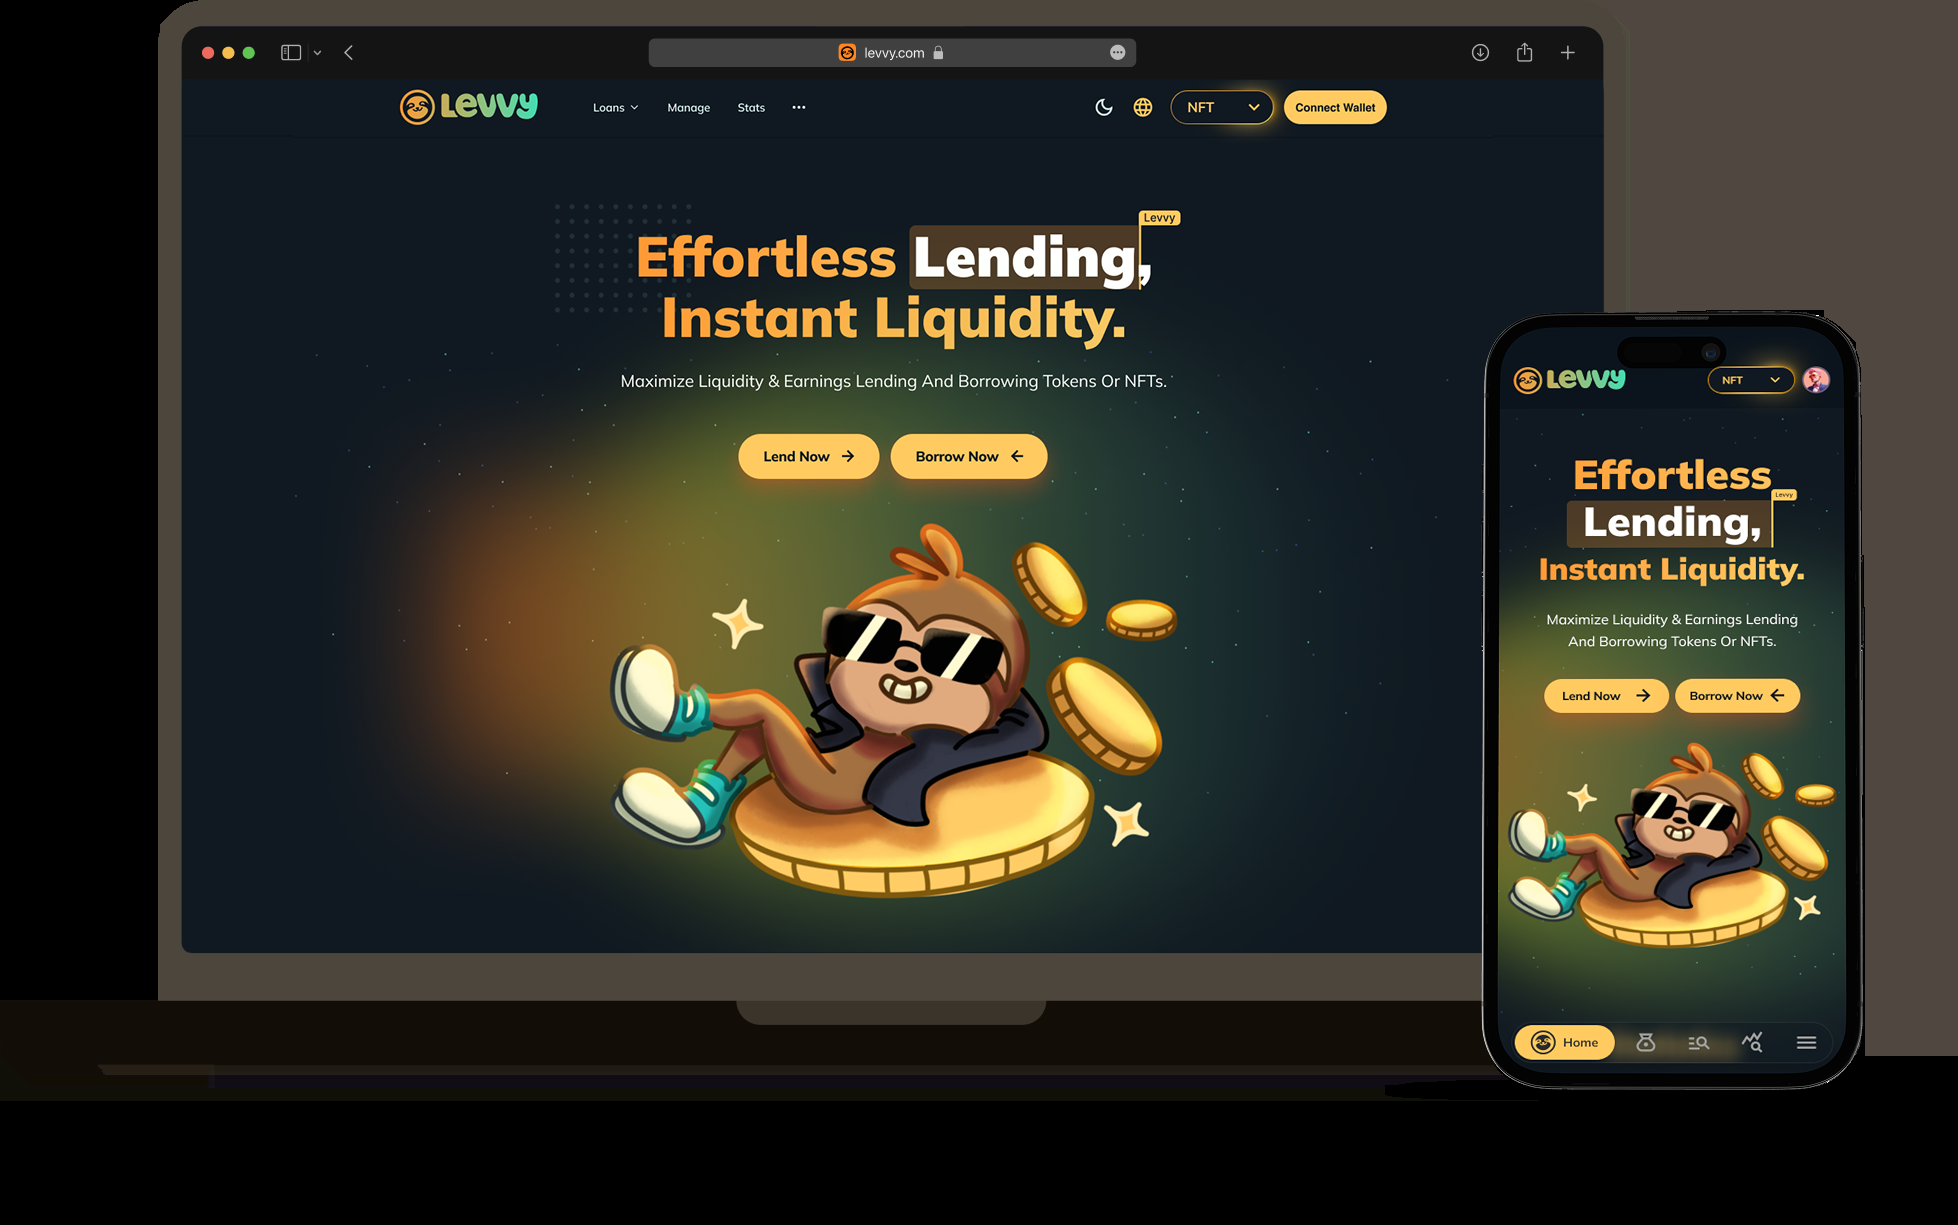 levvy.com
Levvy
Loans
Manage
Stats
NFT
Connect Wallet
Levvy
Effortless Lending,
Instant Liquidity.
Maximize Liquidity & Earnings Lending And Borrowing Tokens Or NFTs.
Lend Now
Borrow Now
Levvy
NFT
Effortless
Levvy
Lending,
Instant Liquidity.
Maximize Liquidity & Earnings Lending
And Borrowing Tokens Or NFTs.
Lend Now
Borrow Now
Home